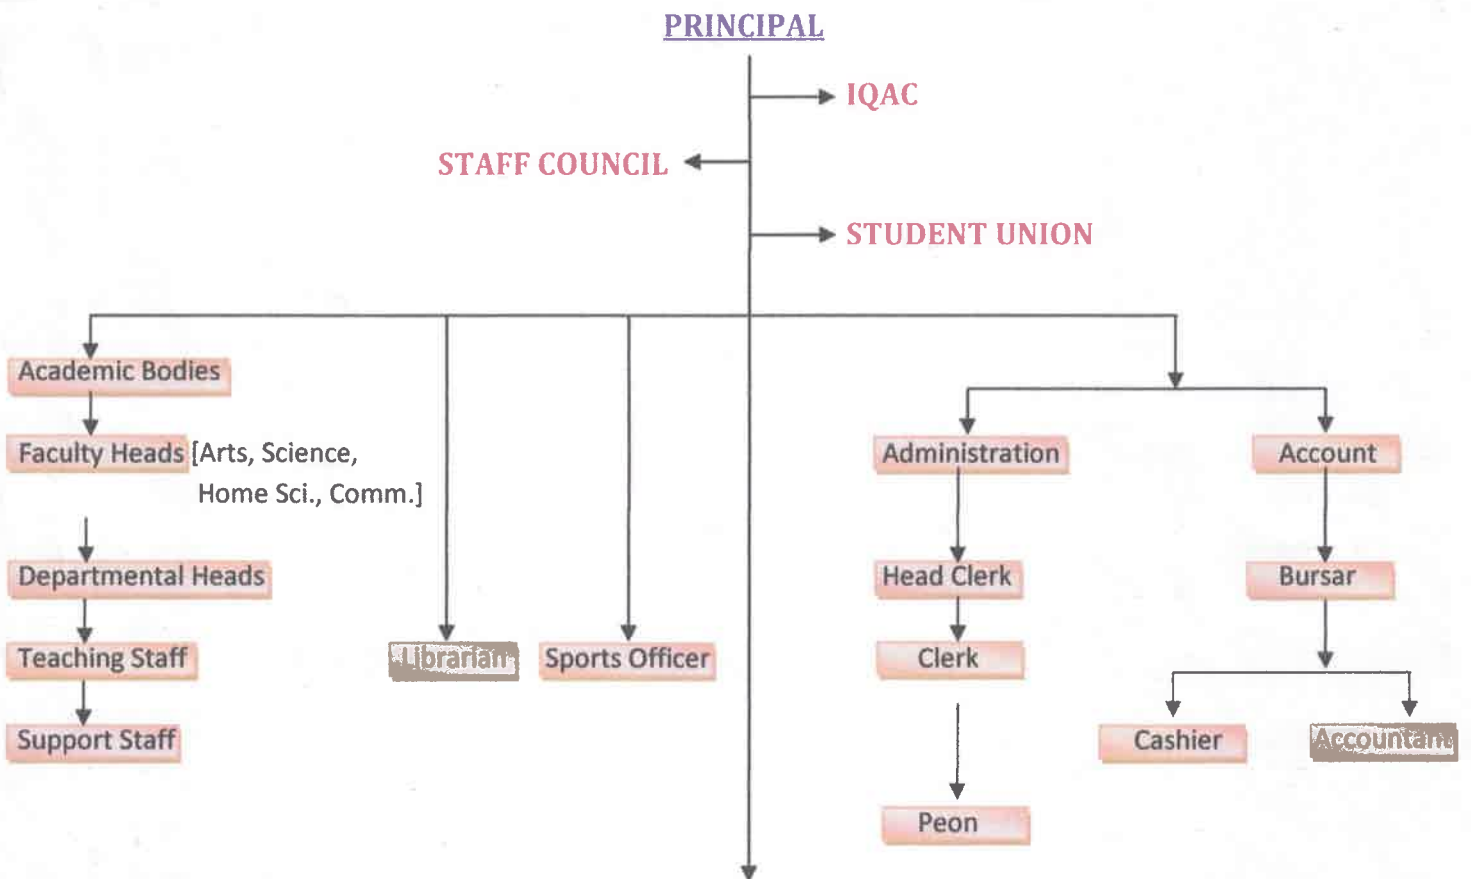 PRINCIPAL
IQAC
STAFF COUNCIL
STUDENT UNION
Academic Bodies
Faculty Heads [Arts, Science,
Home Sci., Comm.]
Departmental Heads
Teaching Staff
Support Staff
Librarian
Sports Officer
Administration
Head Clerk
Clerk
Peon
Account
Bursar
Cashier
Accountant